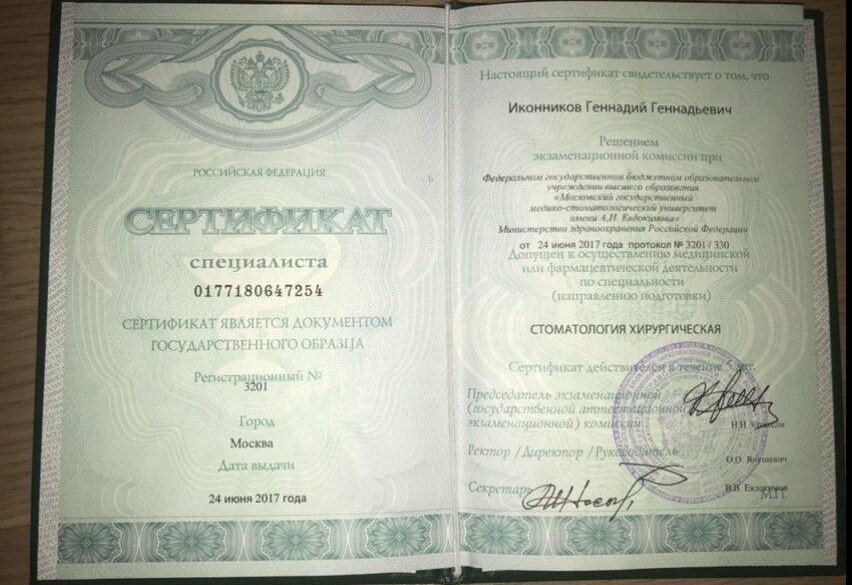 РОССИЙСКАЯ ФЕДЕРАЦИЯ
СЕРТИФИКАТ
специалиста
0177180647254
СЕРТИФИКАТ ЯВЛЯЕТСЯ ДОКУМЕНТОМ
ГОСУДАРСТВЕННОГО ОБРАЗЦА
Регистрационный №
3201
Город
Москва
Дата выдачи
24 июня 2017 года
Настоящий сертификат свидетельствует о том, что
Иконников Геннадий Геннадьевич
Решением
экзаменационной комиссии при
Федеральном государственном бюджетном образовательном
учреждении высшего образования
«Московский государственный
медико-стоматологический университет
имени А.И. Евдокимова»
Министерства здравоохранения Российской Федерации
от 24 июня 2017 года протокол № 3201 / 330
Допущен к осуществлению медицинской
или фармацевтической деятельности
по специальности
(направлению подготовки)
СТОМАТОЛОГИЯ ХИРУРГИЧЕСКАЯ
Сертификат действителен в течение 5 лет.
Председатель экзаменационной
(государственной аттестационной
экзаменационной) комиссии
Н.И.
Ректор /Директор /Руководитель
О.О. Янушевич
Секретарь
В.В. Евдокимов
М.П.